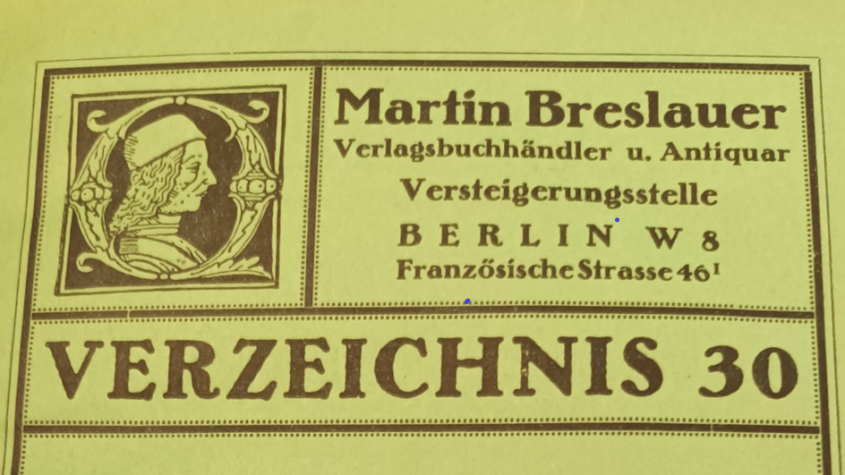 Martin Breslauer
Verlagsbuchhändler u. Antiquar
Versteigerungsstelle
BERLIN W 8
Französische Strasse 46ᴵ
VERZEICHNIS 30